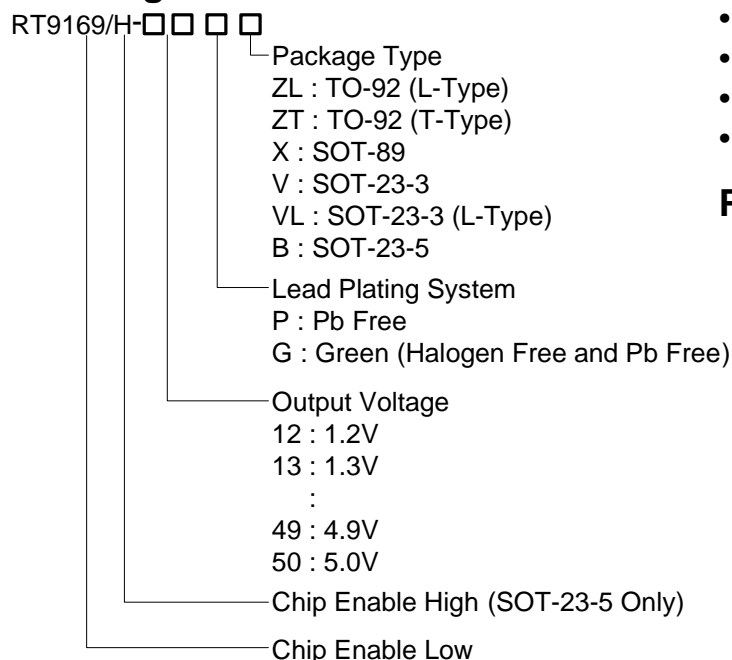 RT9169/H-□□ □ □
Package Type
ZL : TO-92 (L-Type)
ZT : TO-92 (T-Type)
X : SOT-89
V : SOT-23-3
VL : SOT-23-3 (L-Type)
B : SOT-23-5
Lead Plating System
P : Pb Free
G : Green (Halogen Free and Pb Free)
Output Voltage
12 : 1.2V
13 : 1.3V
:
49 : 4.9V
50 : 5.0V
Chip Enable High (SOT-23-5 Only)
Chip Enable Low